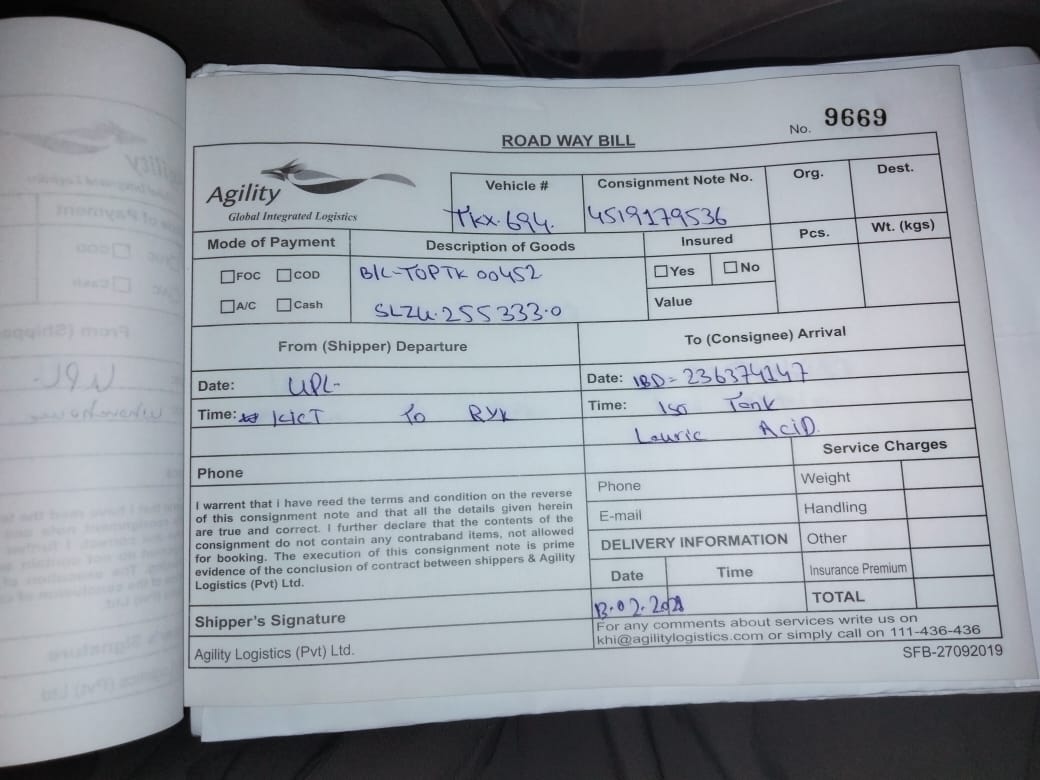 No. 9669
ROAD WAY BILL
Agility
Global Integrated Logistics
Vehicle #
TKX-694.
Consignment Note No.
4519179536
Org.
Dest.
Mode of Payment
FOC COD
A/C Cash
Description of Goods
B/L-TOPTK 00452
SLZU.255333.0
Insured
Yes No
Value
Pcs.
Wt. (kgs)
From (Shipper) Departure
Date: UPL-
Time: KICT To RYK
Phone
To (Consignee) Arrival
Date: IBD=236374147
Time: Iso Tank
Lauric AciD.
Phone
E-mail
DELIVERY INFORMATION
Date Time
13.02.2021
Service Charges
Weight
Handling
Other
Insurance Premium
TOTAL
I warrent that i have reed the terms and condition on the reverse
of this consignment note and that all the details given herein
are true and correct. I further declare that the contents of the
consignment do not contain any contraband items, not allowed
for booking. The execution of this consignment note is prime
evidence of the conclusion of contract between shippers & Agility
Logistics (Pvt) Ltd.
Shipper's Signature
Agility Logistics (Pvt) Ltd.
For any comments about services write us on
khi@agilitylogistics.com or simply call on 111-436-436
SFB-27092019